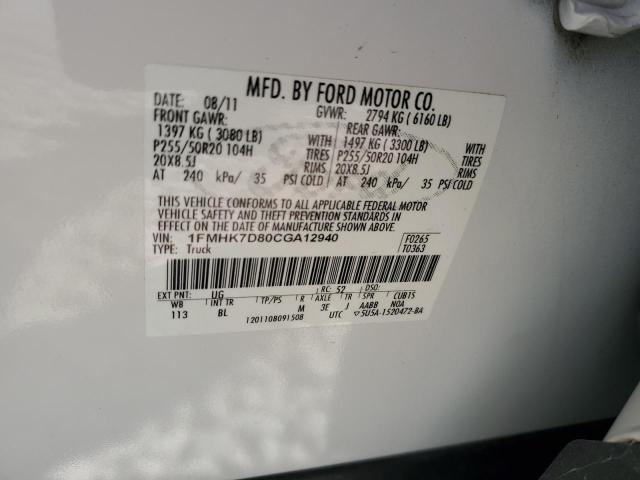 MFD. BY FORD MOTOR CO.
DATE: 08/11 GVWR: 2794 KG ( 6160 LB)
FRONT GAWR: REAR GAWR:
1397 KG ( 3080 LB) 1497 KG ( 3300 LB)
P255/50R20 104H TIRES P255/50R20 104H
20X8.5J RIMS 20X8.5J
AT 240 kPa/ 35 PSI COLD AT 240 kPa/ 35 PSI COLD
TIRES
RIMS
THIS VEHICLE CONFORMS TO ALL APPLICABLE FEDERAL MOTOR
VEHICLE SAFETY AND THEFT PREVENTION STANDARDS IN
EFFECT ON THE DATE OF MANUFACTURE SHOWN ABOVE.
VIN: 1FMHK7D80CGA12940 F0265
TYPE: Truck T0363
EXT PNT: UG RC: 52 DSO:
WB INT TR TP/PS R AXLE TR SPR CUB15
113 BL M 3E J AABB NOA
1201108091508 UTC ▽5U5A-1520472-BA